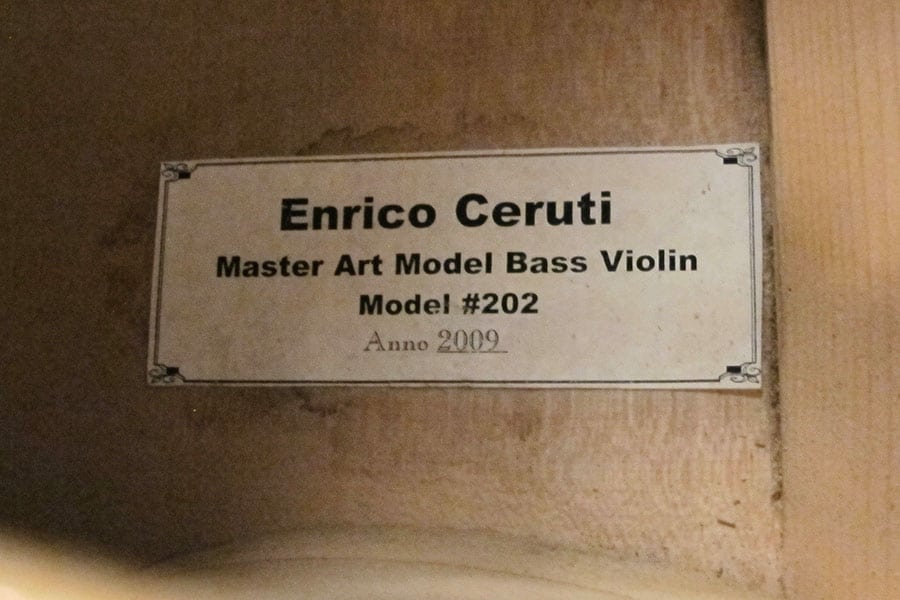 Enrico Ceruti
Master Art Model Bass Violin
Model #202
Anno 2009